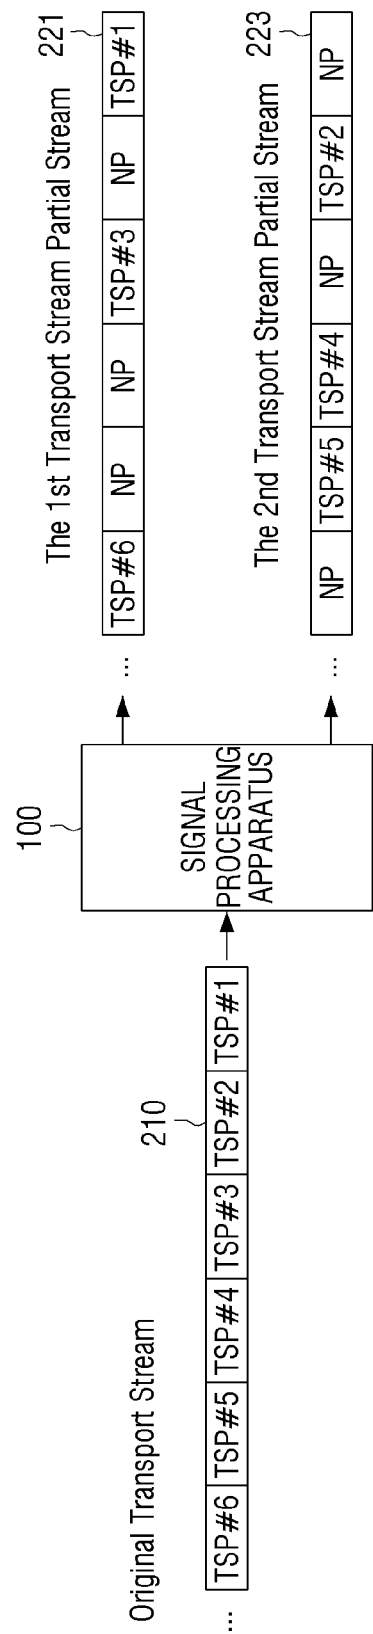 Original Transport Stream
210
... TSP#6 TSP#5 TSP#4 TSP#3 TSP#2 TSP#1
100
SIGNAL
PROCESSING
APPARATUS
The 1st Transport Stream Partial Stream
221
... TSP#6 NP NP TSP#3 NP TSP#1
The 2nd Transport Stream Partial Stream
223
... NP TSP#5 TSP#4 NP TSP#2 NP